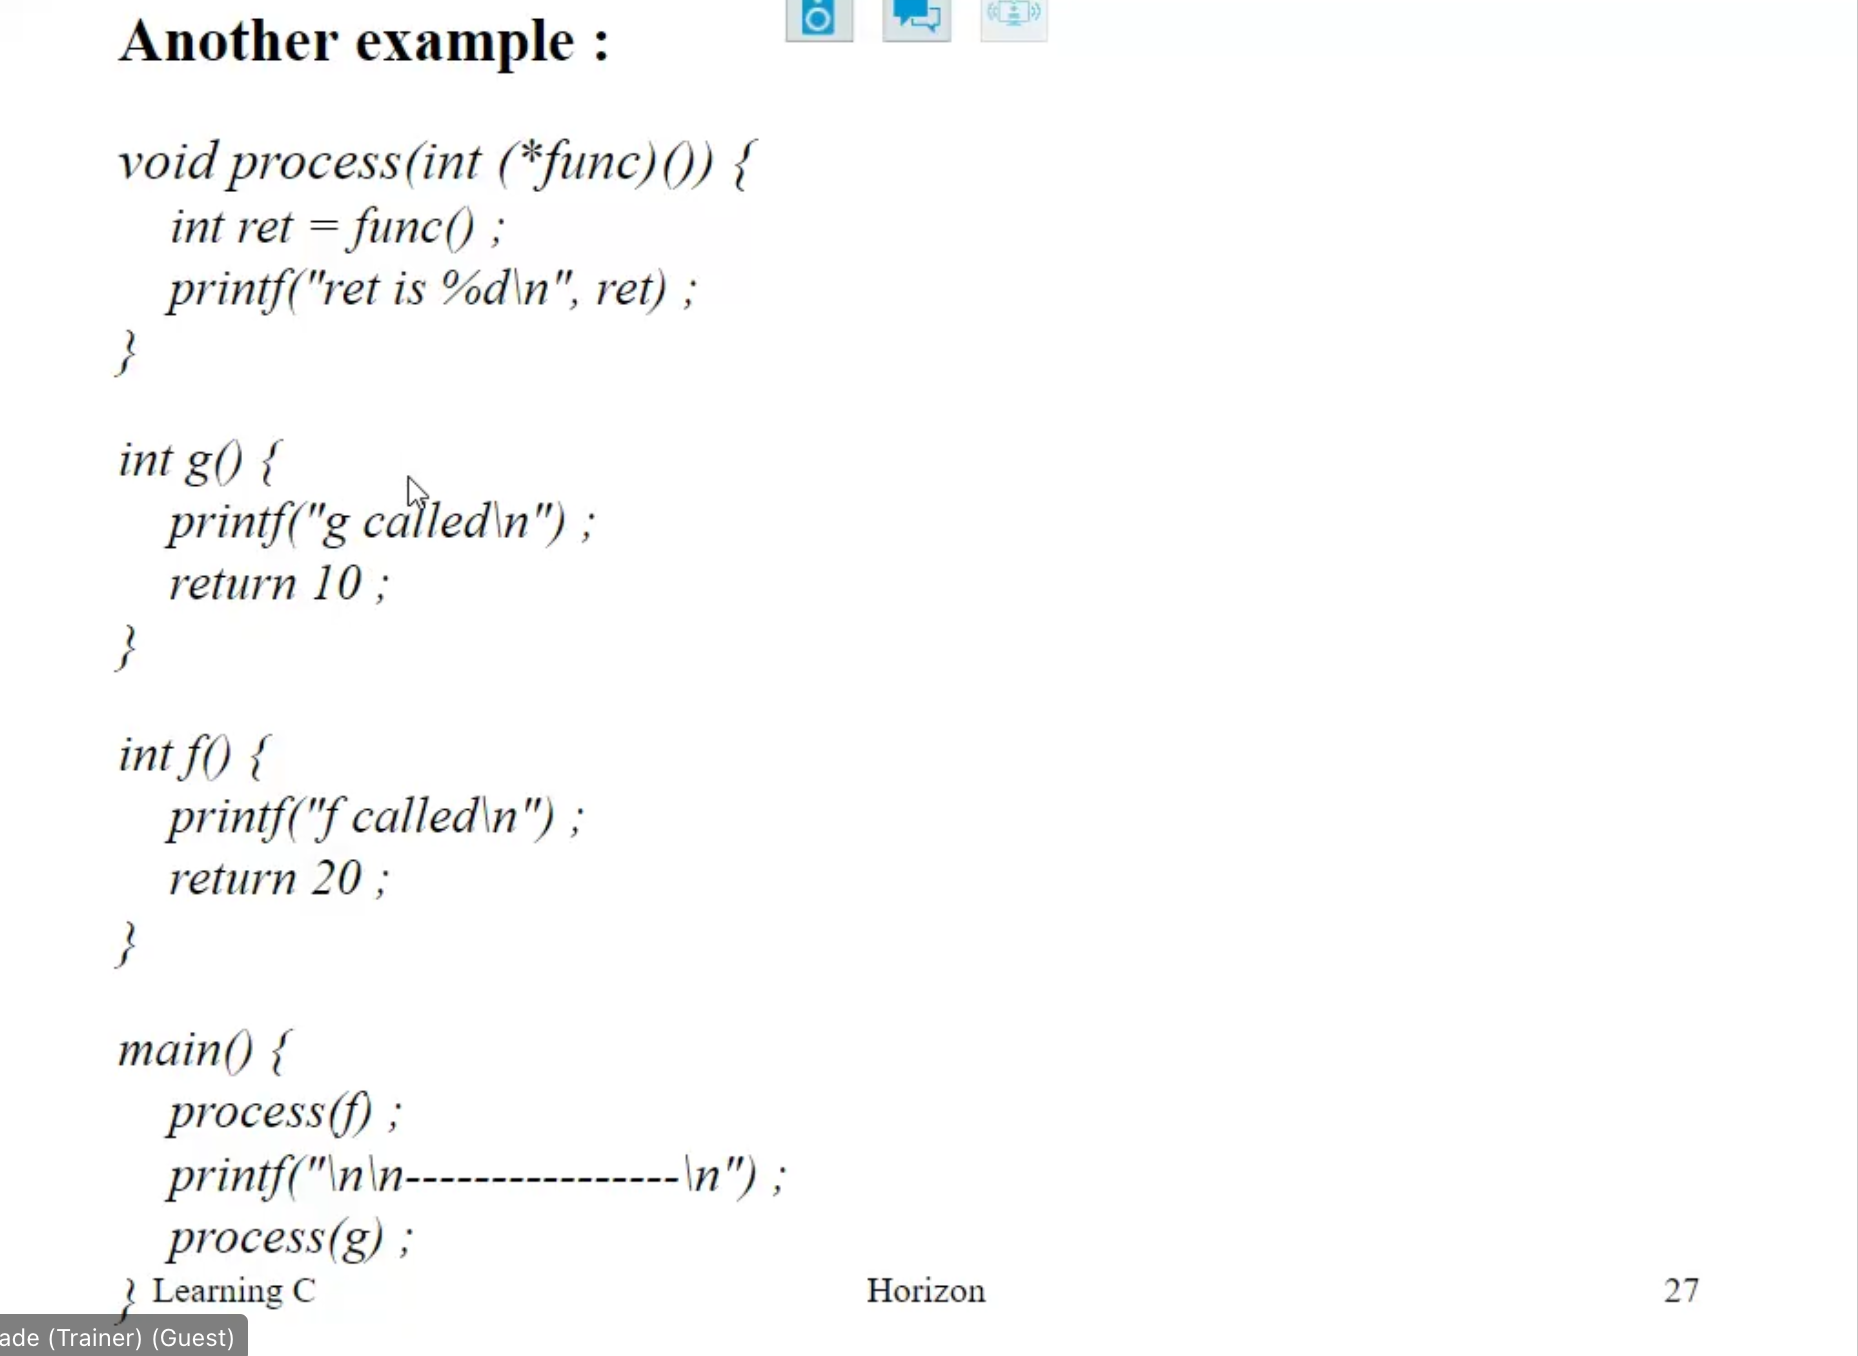 Another example :
void process(int (*func)()) {
int ret = func() ;
printf("ret is %d\n", ret) ;
}
int g() {
printf("g called\n") ;
return 10 ;
}
int f() {
printf("f called\n") ;
return 20 ;
}
main() {
process(f) ;
printf("\n\n----------------\n") ;
process(g) ;
}
Learning C Horizon 27
ade (Trainer) (Guest)